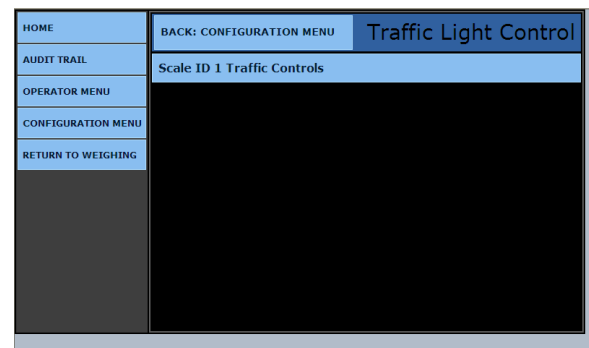 HOME
AUDIT TRAIL
OPERATOR MENU
CONFIGURATION MENU
RETURN TO WEIGHING
BACK: CONFIGURATION MENU
Traffic Light Control
Scale ID 1 Traffic Controls